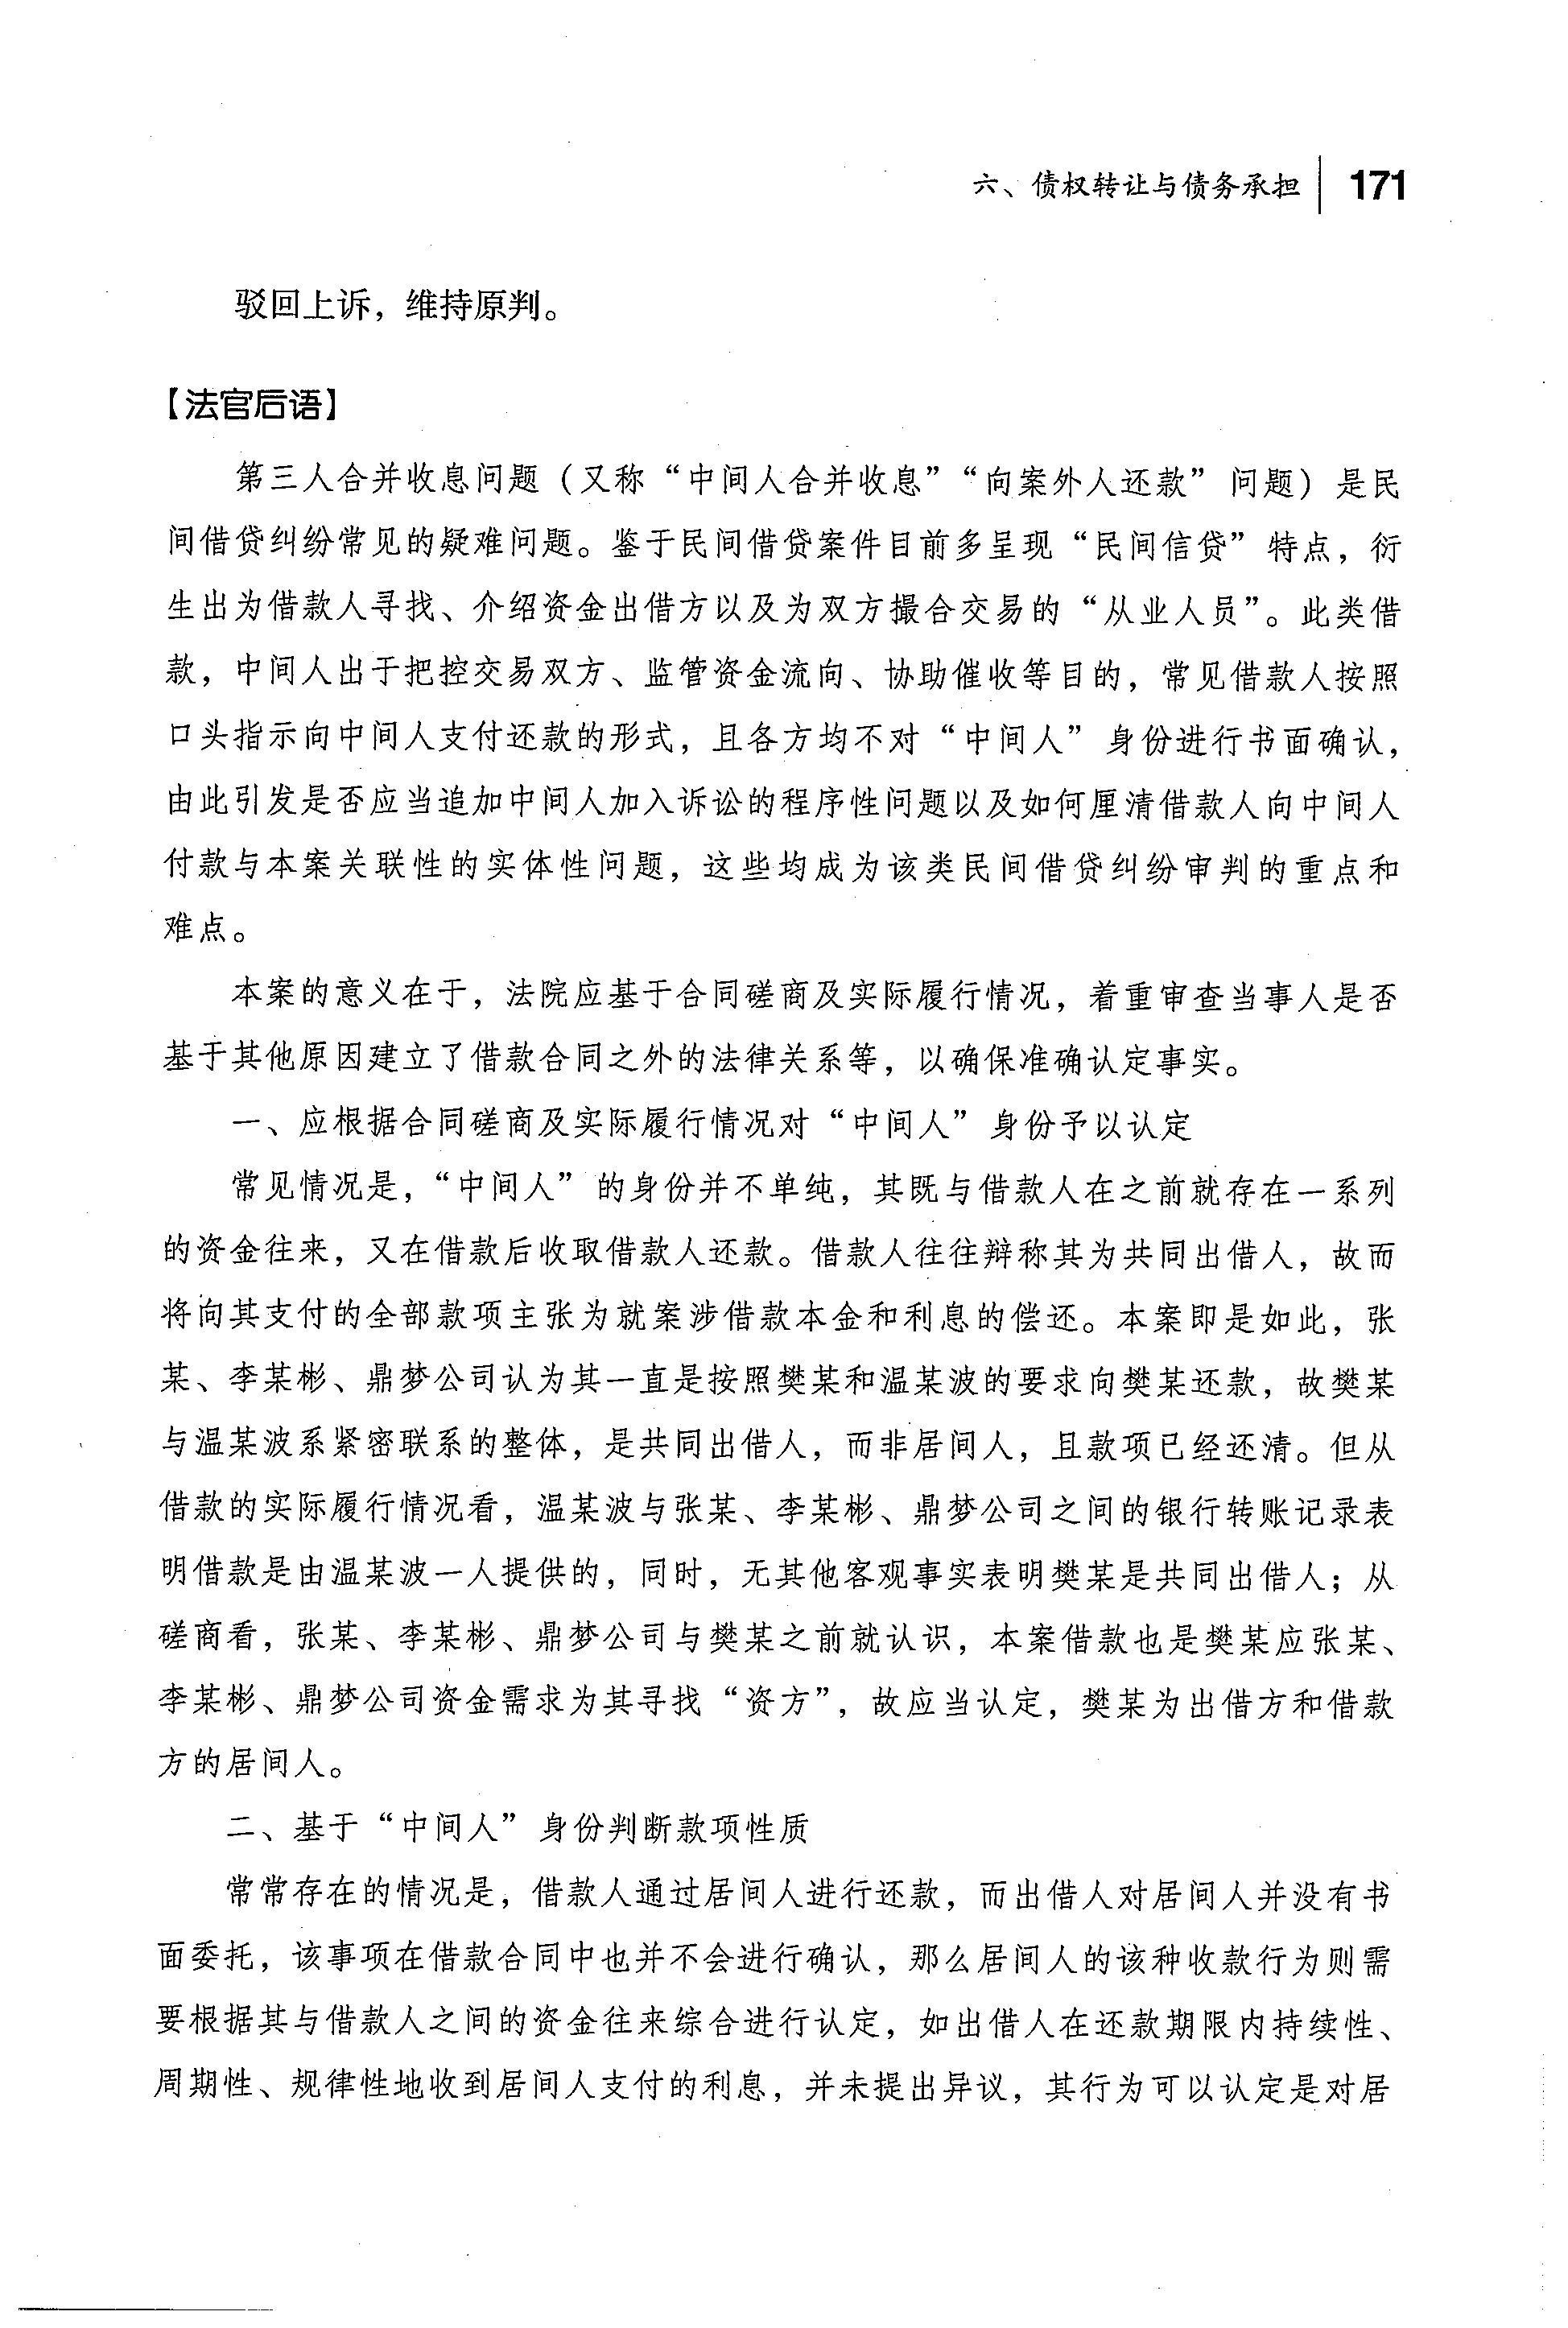 六、债权转让与债务承担 171
驳回上诉，维持原判。
【法官后语】
第三人合并收息问题（又称“中间人合并收息”“向案外人还款”问题）是民
间借贷纠纷常见的疑难问题。鉴于民间借贷案件目前多呈现“民间信贷”特点，衍
生出为借款人寻找、介绍资金出借方以及为双方撮合交易的“从业人员”。此类借
款，中间人出于把控交易双方、监管资金流向、协助催收等目的，常见借款人按照
口头指示向中间人支付还款的形式，且各方均不对“中间人”身份进行书面确认，
由此引发是否应当追加中间人加入诉讼的程序性问题以及如何厘清借款人向中间人
付款与本案关联性的实体性问题，这些均成为该类民间借贷纠纷审判的重点和
难点。
本案的意义在于，法院应基于合同磋商及实际履行情况，着重审查当事人是否
基于其他原因建立了借款合同之外的法律关系等，以确保准确认定事实。
一、应根据合同磋商及实际履行情况对“中间人”身份予以认定
常见情况是，“中间人”的身份并不单纯，其既与借款人在之前就存在一系列
的资金往来，又在借款后收取借款人还款。借款人往往辩称其为共同出借人，故而
将向其支付的全部款项主张为就案涉借款本金和利息的偿还。本案即是如此，张
某、李某彬、鼎梦公司认为其一直是按照樊某和温某波的要求向樊某还款，故樊某
与温某波系紧密联系的整体，是共同出借人，而非居间人，且款项已经还清。但从
借款的实际履行情况看，温某波与张某、李某彬、鼎梦公司之间的银行转账记录表
明借款是由温某波一人提供的，同时，无其他客观事实表明樊某是共同出借人；从
磋商看，张某、李某彬、鼎梦公司与樊某之前就认识，本案借款也是樊某应张某、
李某彬、鼎梦公司资金需求为其寻找“资方”，故应当认定，樊某为出借方和借款
方的居间人。
二、基于“中间人”身份判断款项性质
常常存在的情况是，借款人通过居间人进行还款，而出借人对居间人并没有书
面委托，该事项在借款合同中也并不会进行确认，那么居间人的该种收款行为则需
要根据其与借款人之间的资金往来综合进行认定，如出借人在还款期限内持续性、
周期性、规律性地收到居间人支付的利息，并未提出异议，其行为可以认定是对居